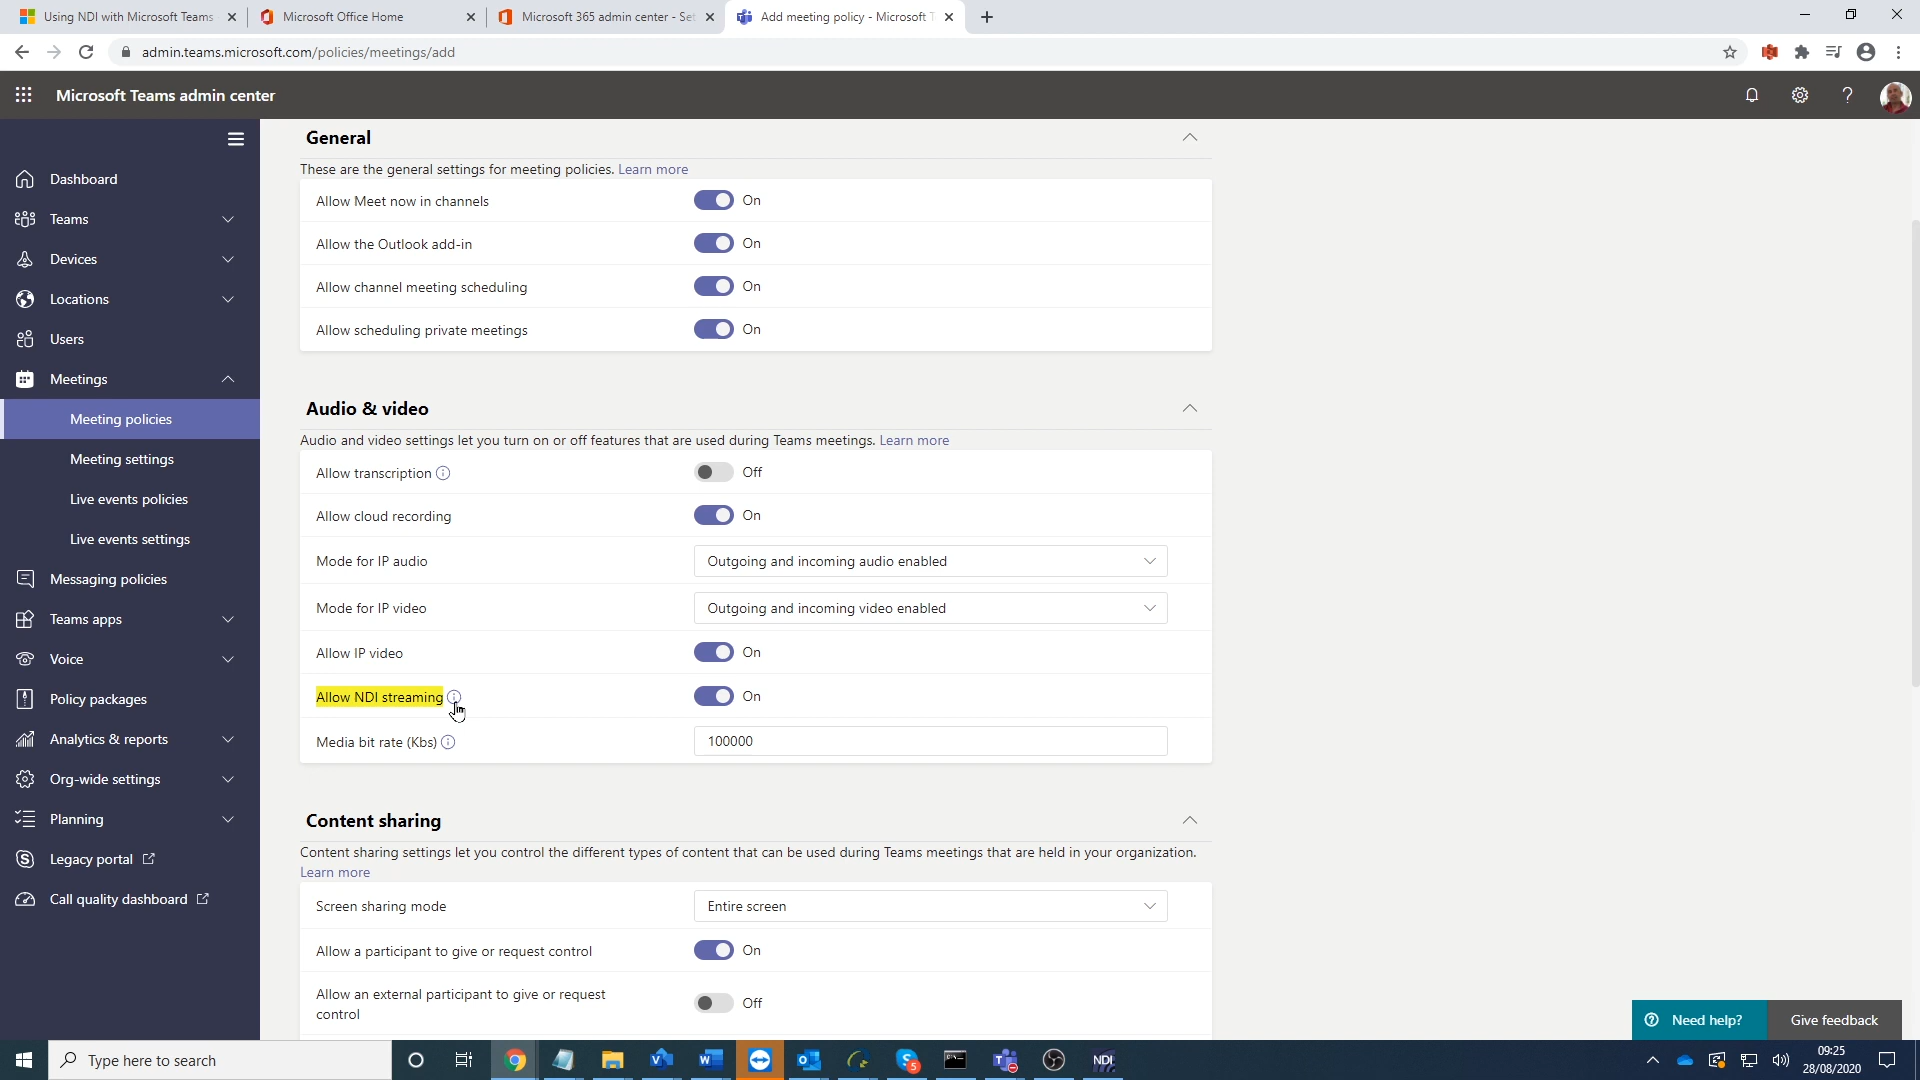 Using NDI with Microsoft Teams
Microsoft Office Home
Microsoft 365 admin center - Set
Add meeting policy - Microsoft T
admin.teams.microsoft.com/policies/meetings/add
Microsoft Teams admin center
Dashboard
Teams
Devices
Locations
Users
Meetings
Meeting policies
Meeting settings
Live events policies
Live events settings
Messaging policies
Teams apps
Voice
Policy packages
Analytics & reports
Org-wide settings
Planning
Legacy portal
Call quality dashboard
General
These are the general settings for meeting policies. Learn more
Allow Meet now in channels On
Allow the Outlook add-in On
Allow channel meeting scheduling On
Allow scheduling private meetings On
Audio & video
Audio and video settings let you turn on or off features that are used during Teams meetings. Learn more
Allow transcription Off
Allow cloud recording On
Mode for IP audio Outgoing and incoming audio enabled
Mode for IP video Outgoing and incoming video enabled
Allow IP video On
Allow NDI streaming On
Media bit rate (Kbs) 100000
Content sharing
Content sharing settings let you control the different types of content that can be used during Teams meetings that are held in your organization.
Learn more
Screen sharing mode Entire screen
Allow a participant to give or request control On
Allow an external participant to give or request
control Off
Need help?
Give feedback
Type here to search
NDI
09:25
28/08/2020